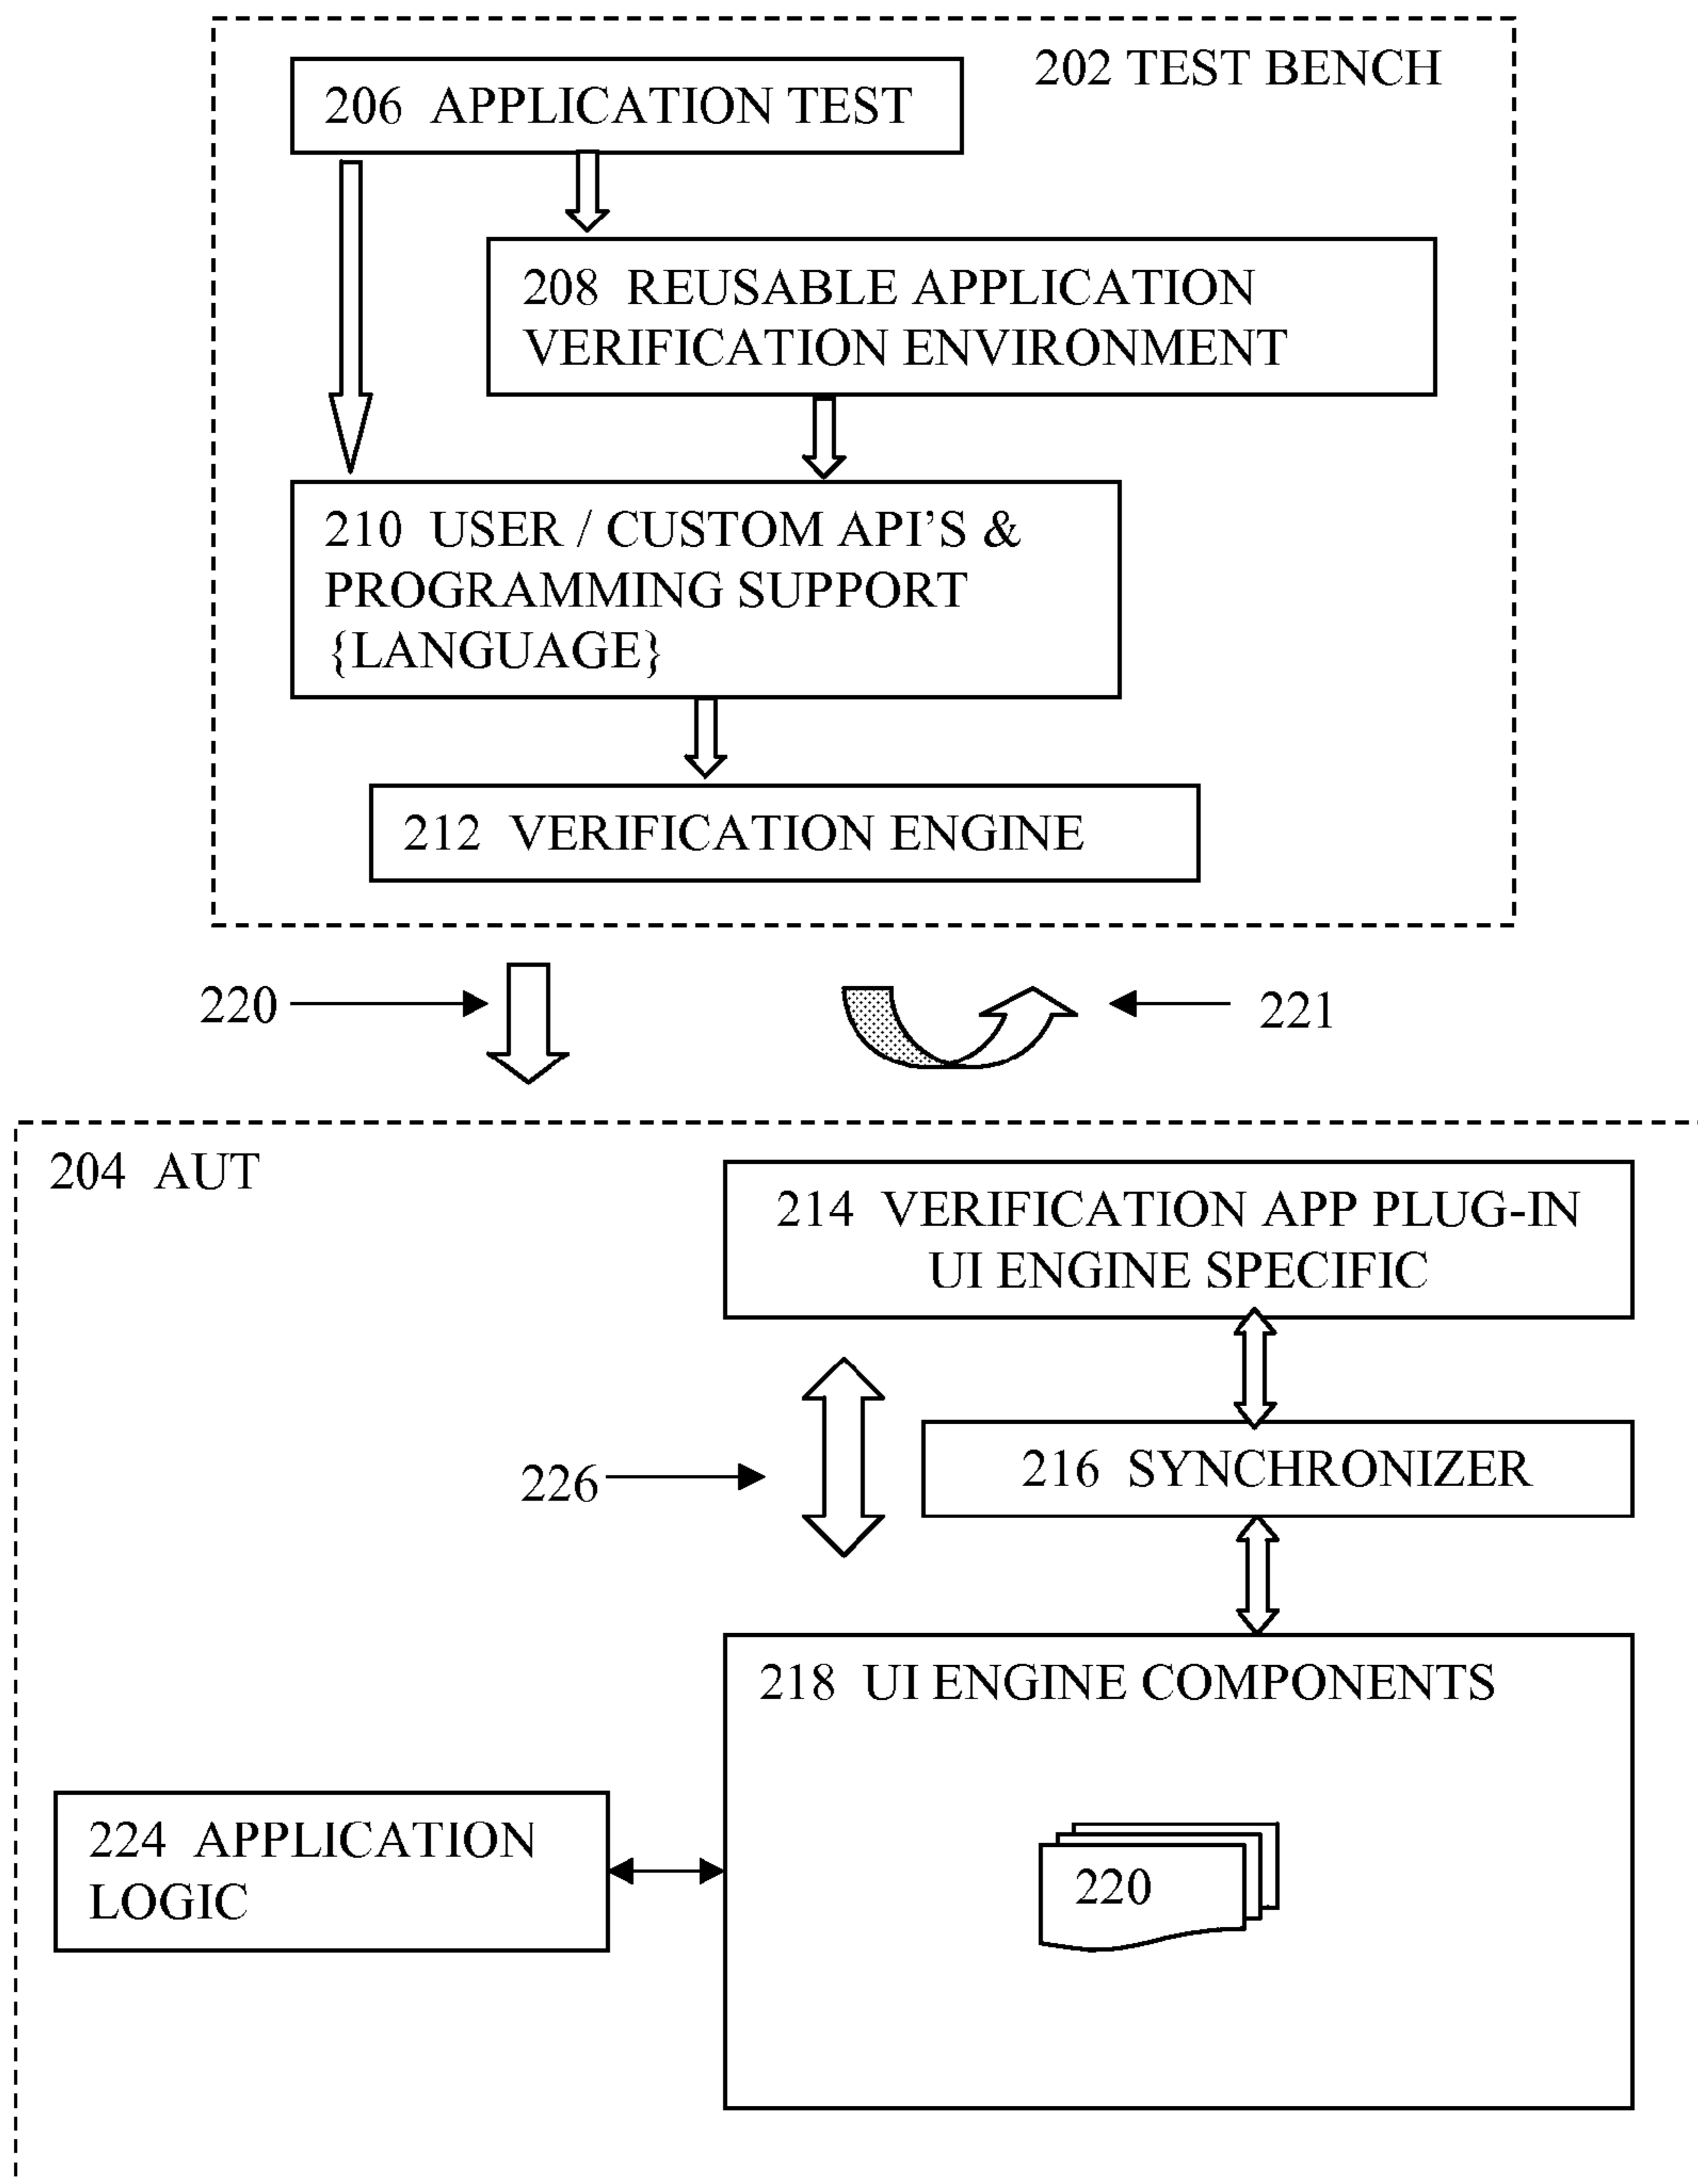 202 TEST BENCH
206 APPLICATION TEST
208 REUSABLE APPLICATION
VERIFICATION ENVIRONMENT
210 USER / CUSTOM API’S &
PROGRAMMING SUPPORT
{LANGUAGE}
212 VERIFICATION ENGINE
220
221
204 AUT
214 VERIFICATION APP PLUG-IN
UI ENGINE SPECIFIC
226
216 SYNCHRONIZER
218 UI ENGINE COMPONENTS
224 APPLICATION
LOGIC
220